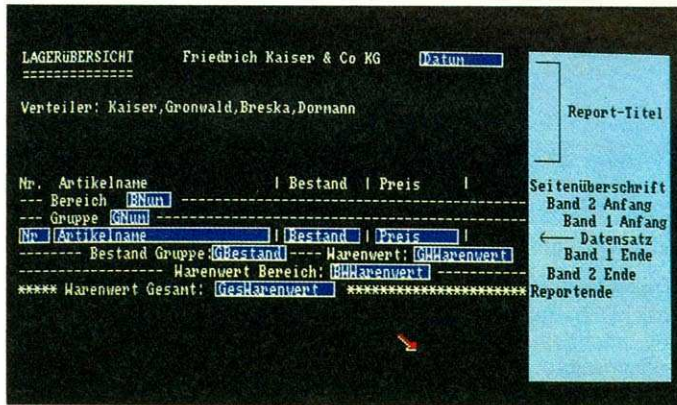 LAGERüBERSICHT Friedrich Kaiser & Co KG Datum
==============
Report-Titel
Verteiler: Kaiser,Gronwald,Breska,Dormann
Nr. Artikelname | Bestand | Preis | Seitenüberschrift
--- Bereich BNum ---------------------------------------- Band 2 Anfang
--- Gruppe GNum ---------------------------------------- Band 1 Anfang
Nr |Artikelname | Bestand | Preis | ← Datensatz
-------- Bestand Gruppe:GBestand ---- Warenwert: GWWarenwert Band 1 Ende
------------------ Warenwert Bereich: BWWarenwert --------- Band 2 Ende
***** Warenwert Gesamt: GesWarenwert ********************* Reportende